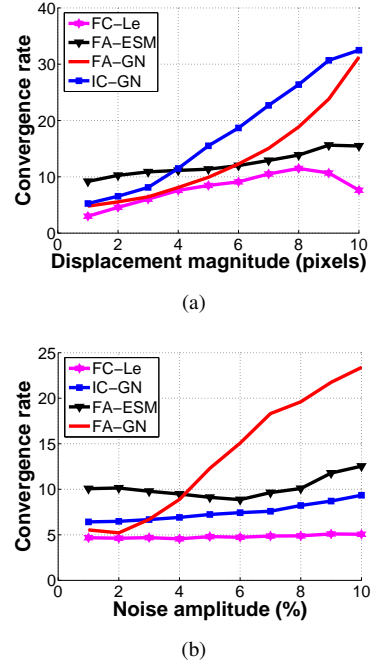 FC-Le
FA-ESM
FA-GN
IC-GN
Convergence rate
40
30
20
10
0
0 2 4 6 8 10
Displacement magnitude (pixels)
(a)
FC-Le
IC-GN
FA-ESM
FA-GN
Convergence rate
25
20
15
10
5
0
0 2 4 6 8 10
Noise amplitude (%)
(b)